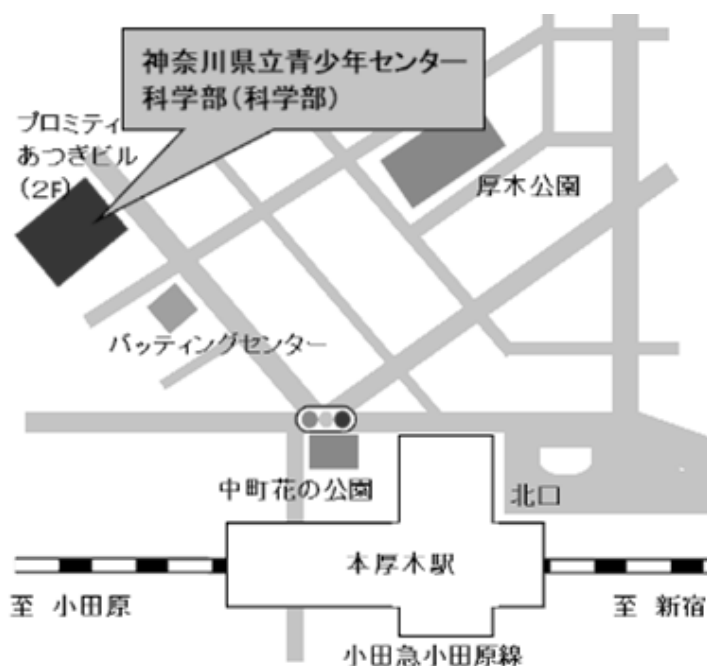 神奈川県立青少年センター
科学部(科学部)
プロミティ
あつぎビル
(2F)
厚木公園
バッティングセンター
中町花の公園
北口
本厚木駅
至 小田原
至 新宿
小田急小田原線